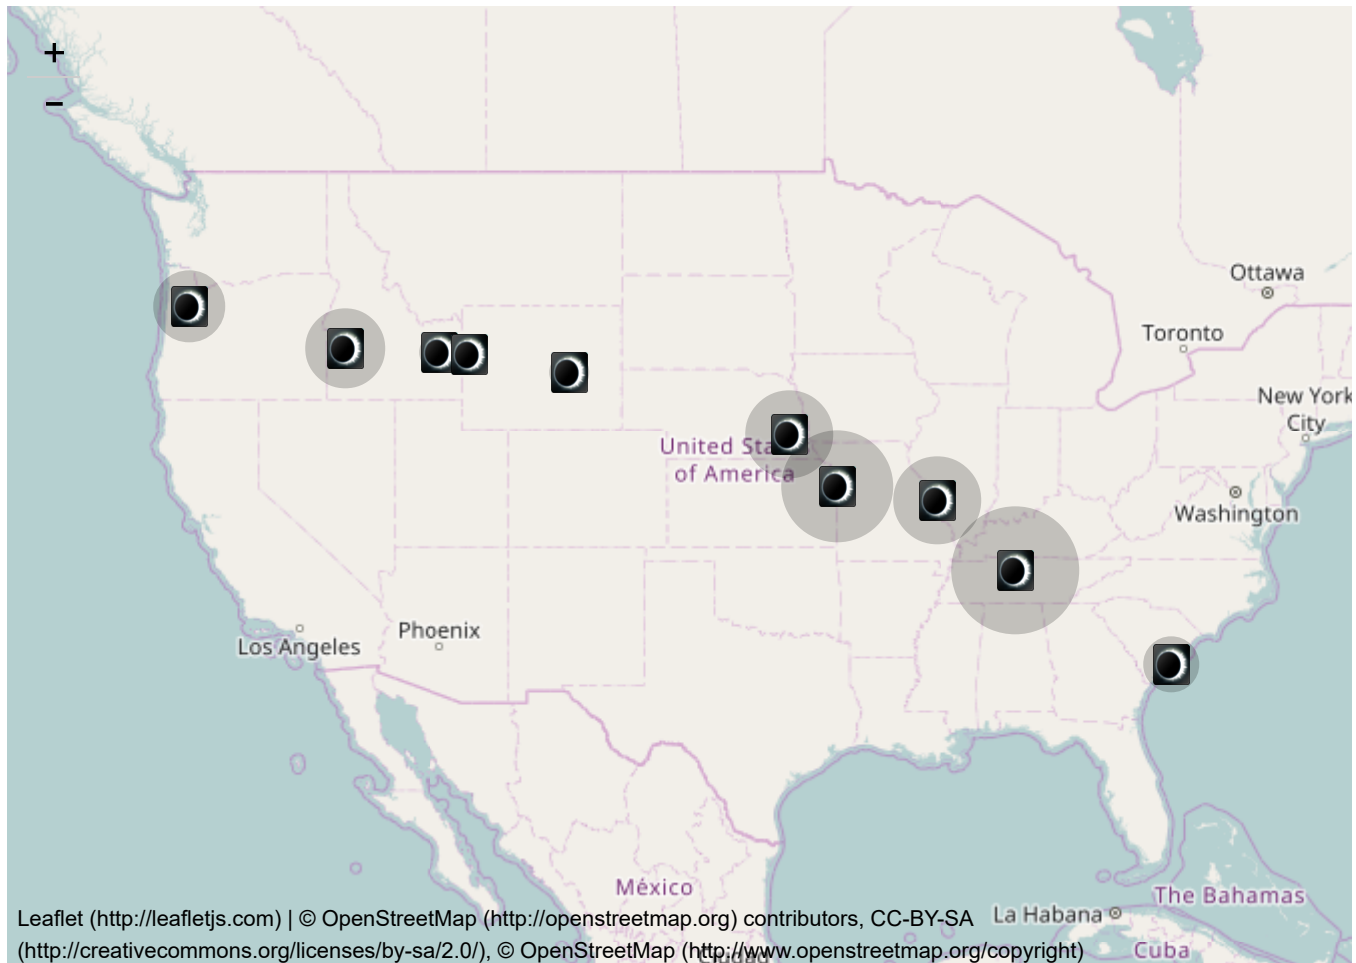 +
−
Ottawa
Toronto
New York
City
United Sta
of America
Washington
Phoenix
Los Angeles
México
The Bahamas
La Habana
Cuba
Leaflet (http://leafletjs.com) | © OpenStreetMap (http://openstreetmap.org) contributors, CC-BY-SA
(http://creativecommons.org/licenses/by-sa/2.0/), © OpenStreetMap (http://www.openstreetmap.org/copyright)